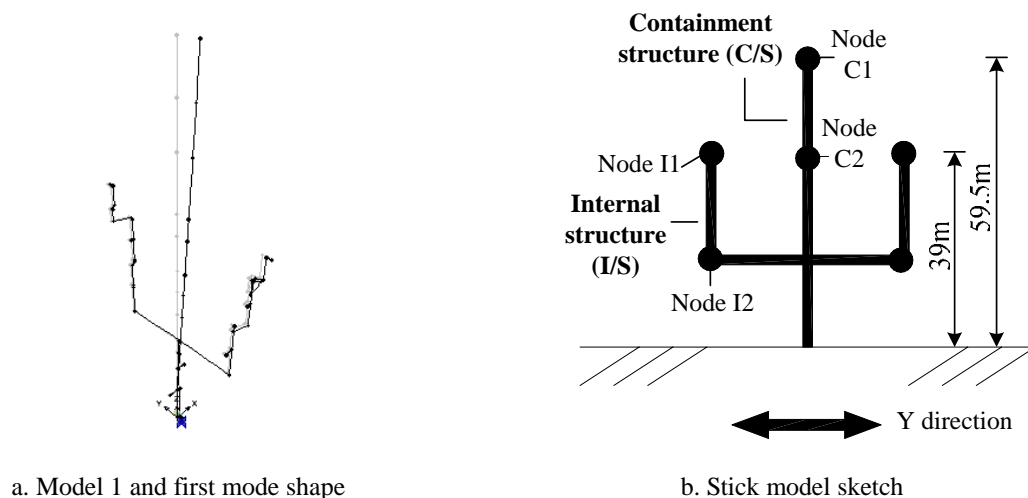 Y
Z
X
Containment
structure (C/S)
Node
C1
Node
C2
Node I1
Internal
structure
(I/S)
Node I2
39m
59.5m
Y direction
a. Model 1 and first mode shape
b. Stick model sketch